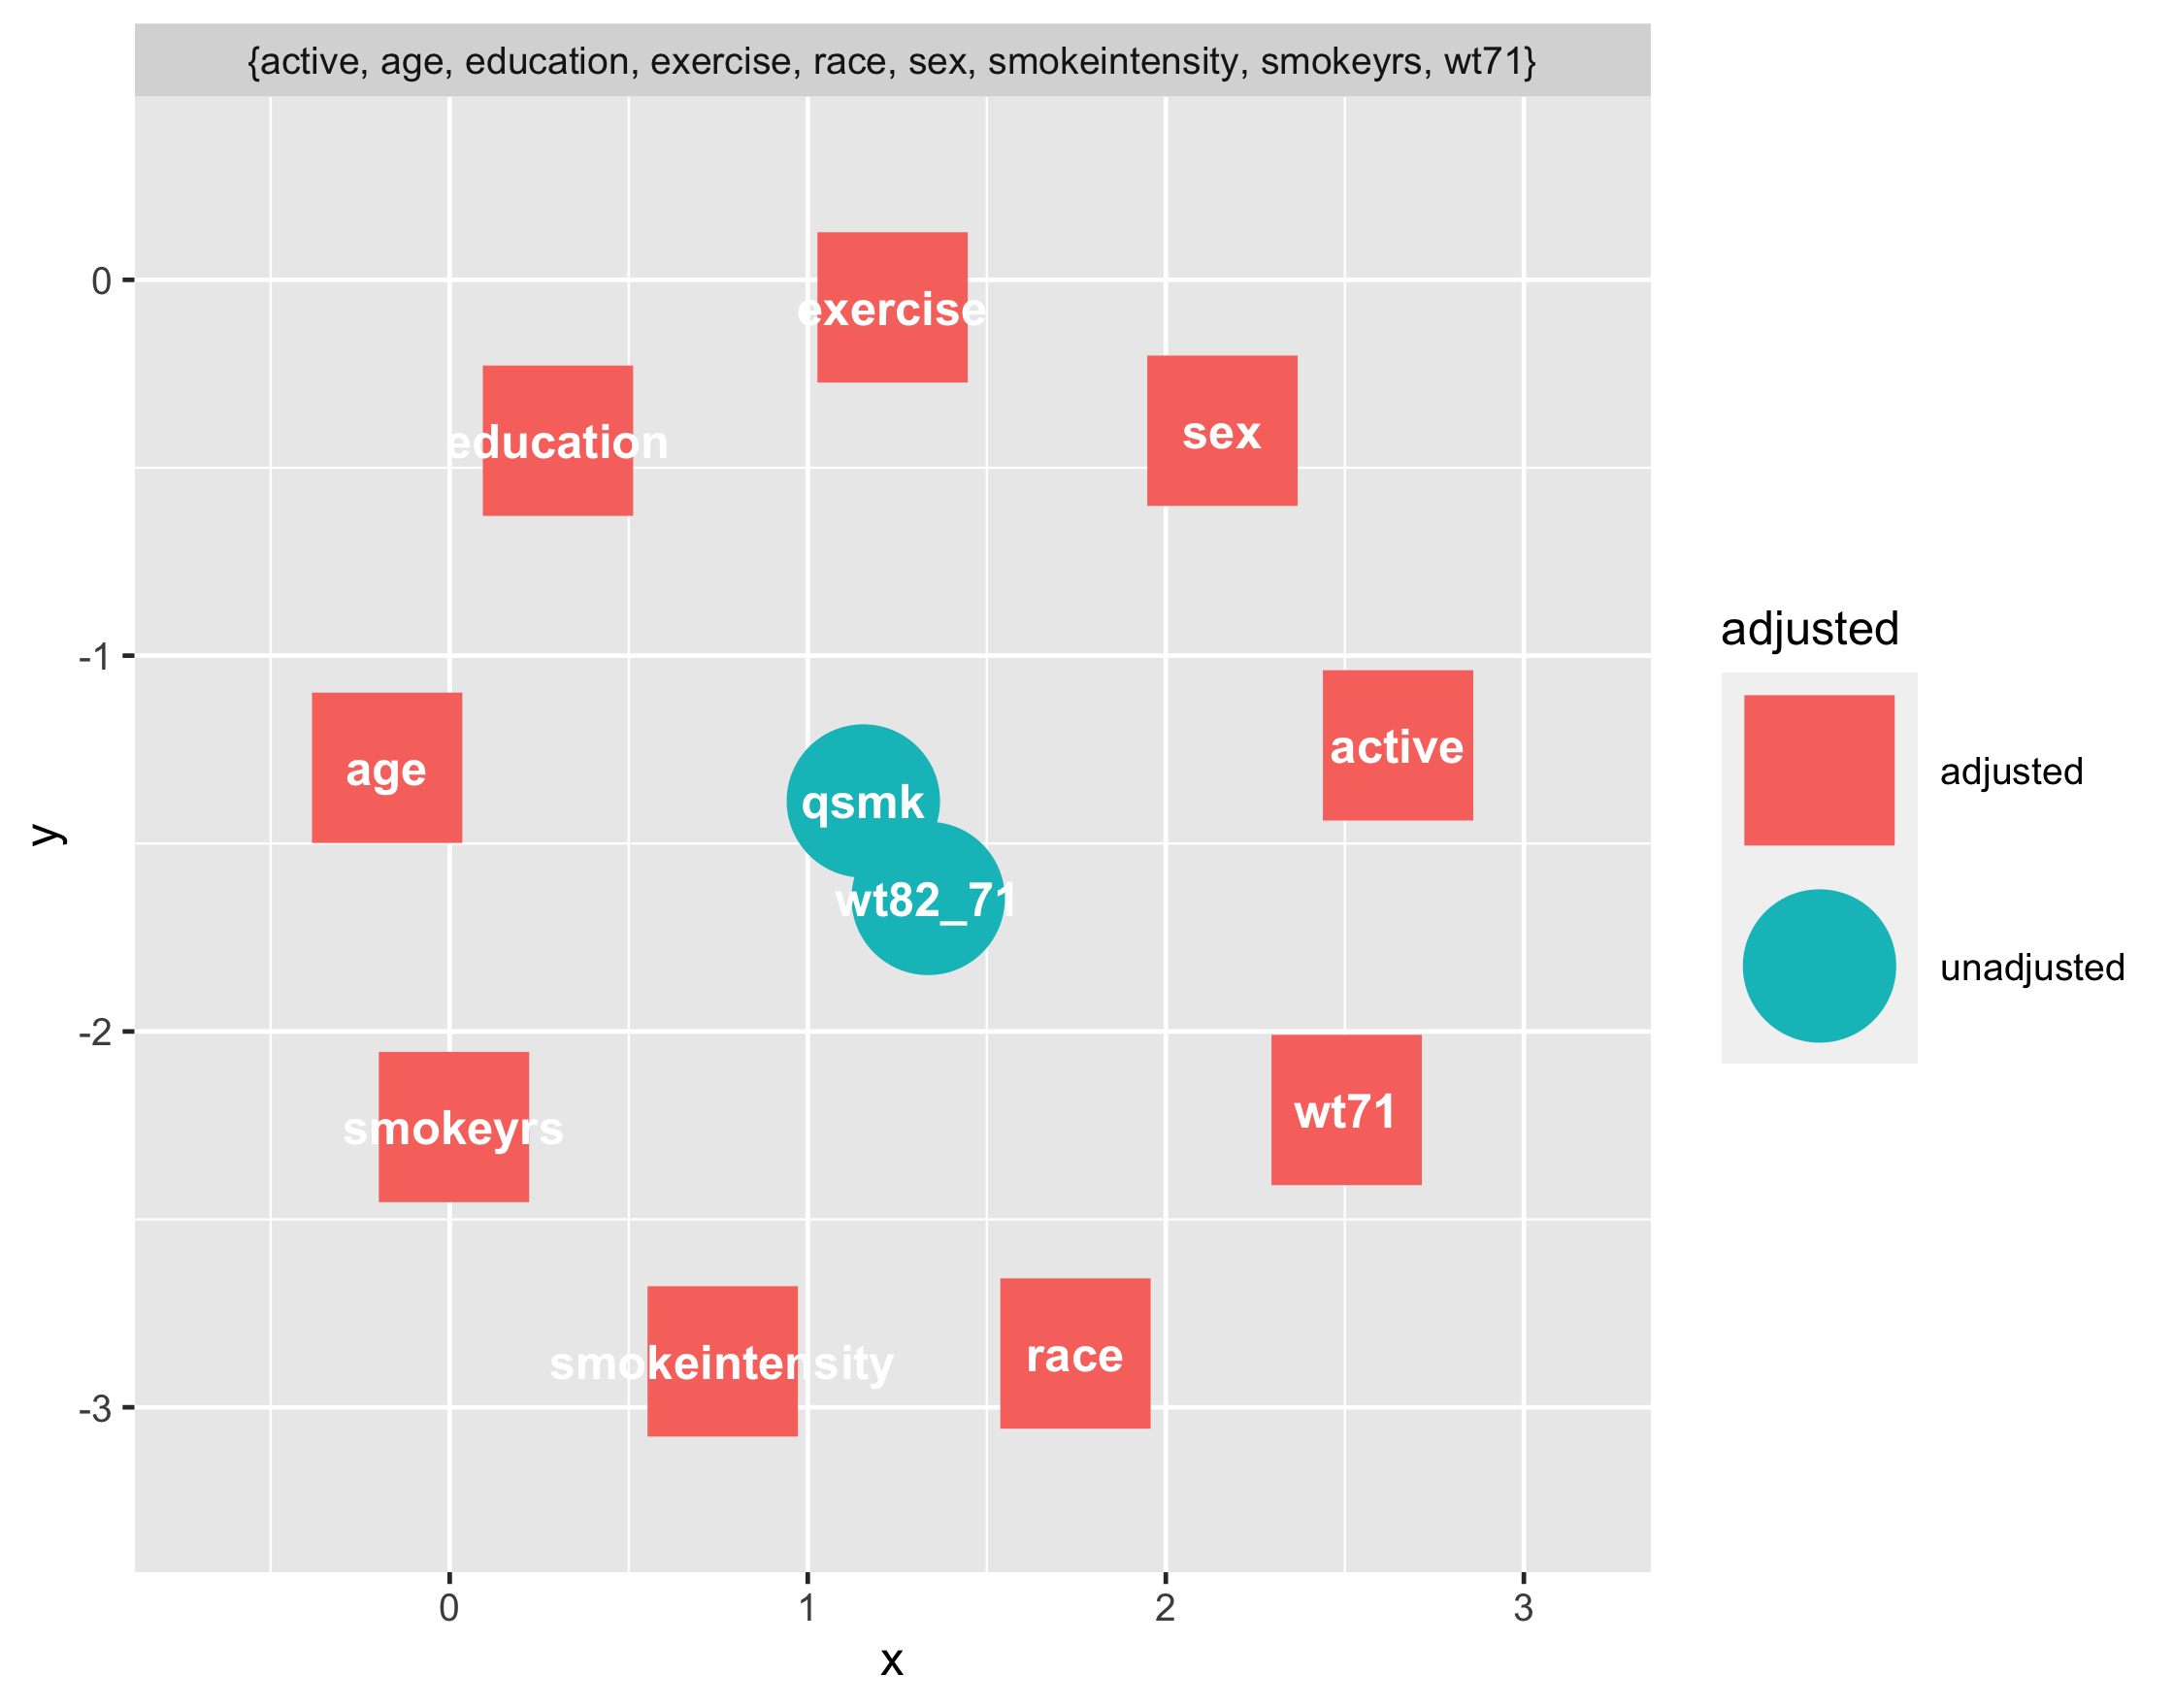 {active, age, education, exercise, race, sex, smokeintensity, smokeyrs, wt71}
0
exercise
sex
education
-1
active
age
qsmk
wt82_71
-2
wt71
smokeyrs
race
smokeintensity
-3
0 1 2 3
x
y
adjusted
adjusted
unadjusted